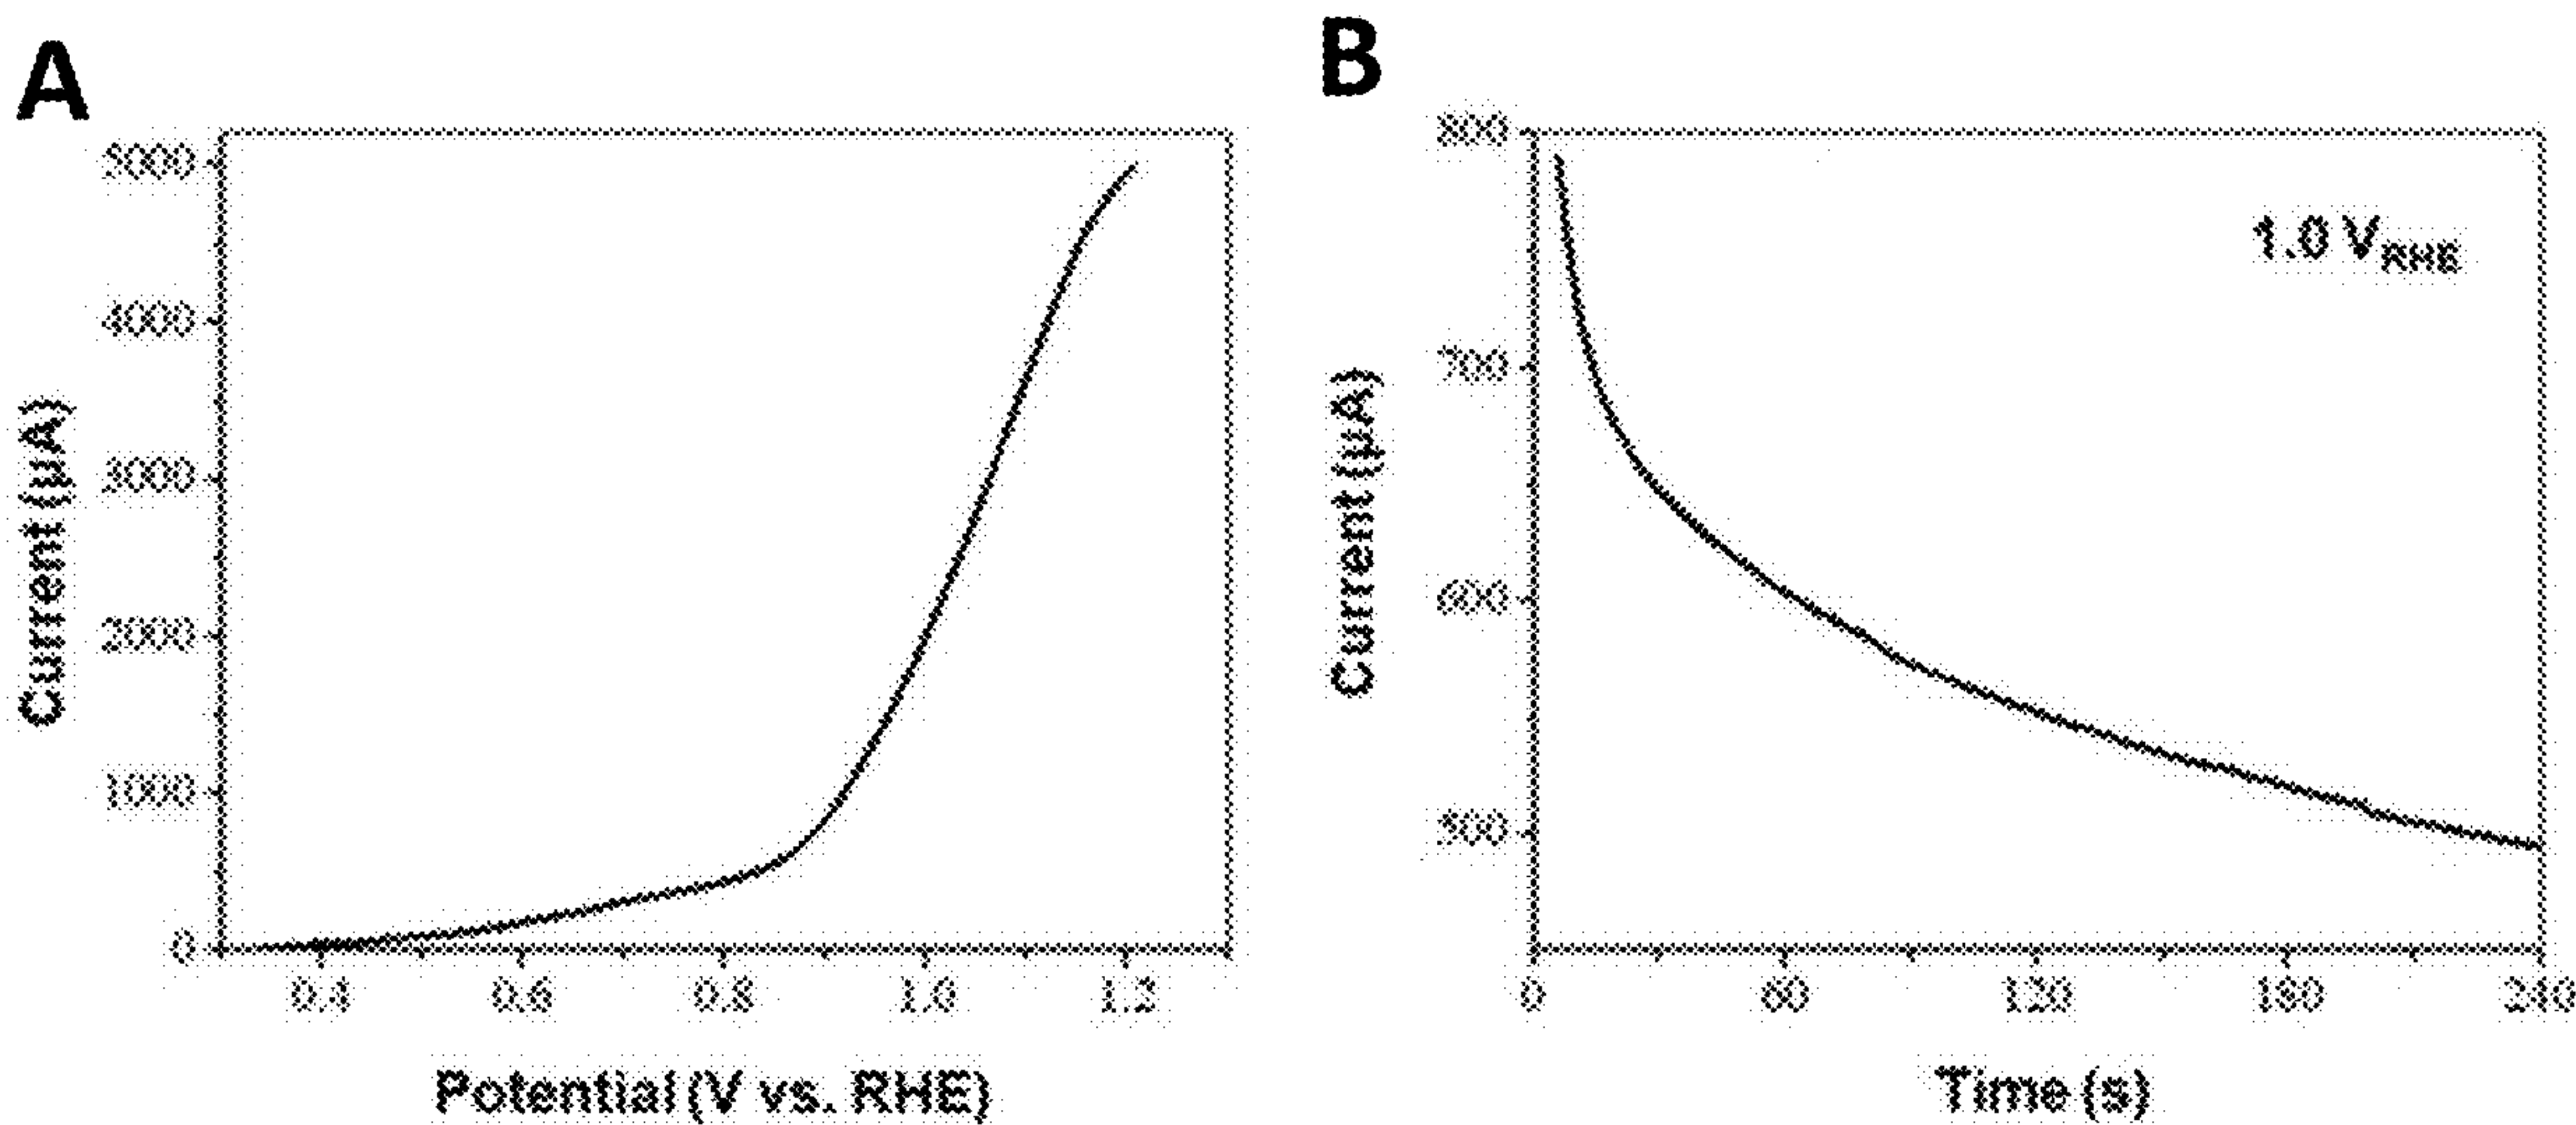 A
Current (µA)
5000
4000
3000
2000
1000
0
0.4
0.6
0.8
1.0
1.2
Potential (V vs. RHE)
B
Current (µA)
800
700
600
500
1.0 VRHE
0
60
120
180
240
Time (s)